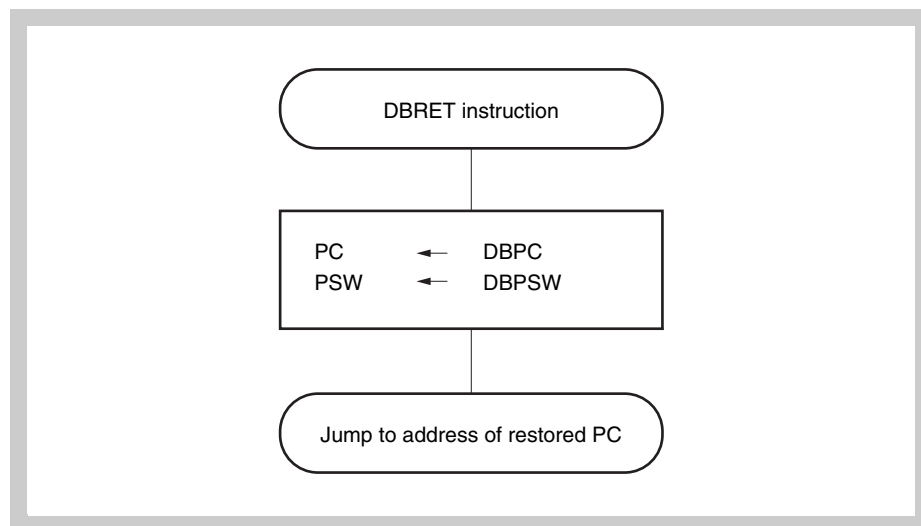 DBRET instruction
PC ← DBPC
PSW ← DBPSW
Jump to address of restored PC